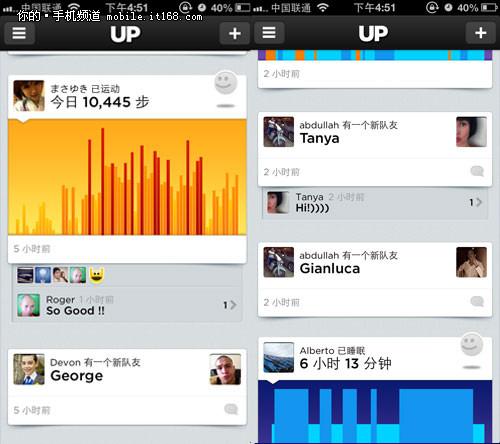 中国联通
下午4:51
40%
你的·手机频道 mobile.it168.com
UP
まさゆき 已运动
今日 10,445 步
5 小时前
Roger 1 小时前
So Good !!
1
Devon 有一个新队友
George
5 小时前
中国联通
下午4:51
40%
UP
2 小时前
abdullah 有一个新队友
Tanya
2 小时前
Tanya 2 小时前
Hi!))))
1
abdullah 有一个新队友
Gianluca
2 小时前
Alberto 已睡眠
6 小时 13 分钟